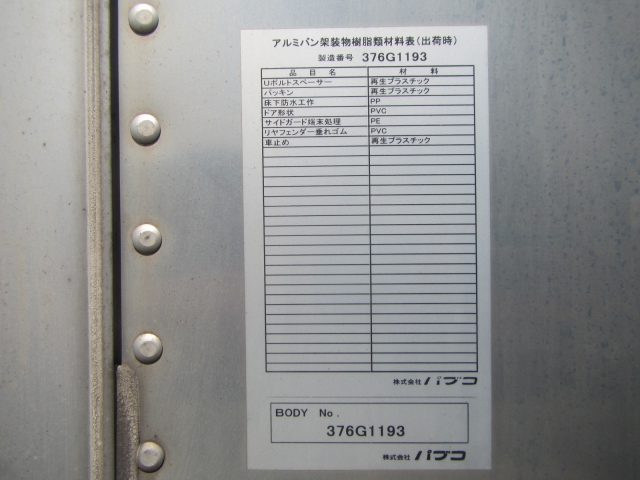 アルミバン架装物樹脂類材料表（出荷時）
製造番号 376G1193
品目名 材料
Uボルトスペーサー 再生プラスチック
パッキン 再生プラスチック
床下防水工作 PP
ドア形状 PVC
サイドガード端末処理 PE
リヤフェンダー垂れゴム PVC
車止め 再生プラスチック
株式会社 パブコ
BODY No.
376G1193
株式会社 パブコ